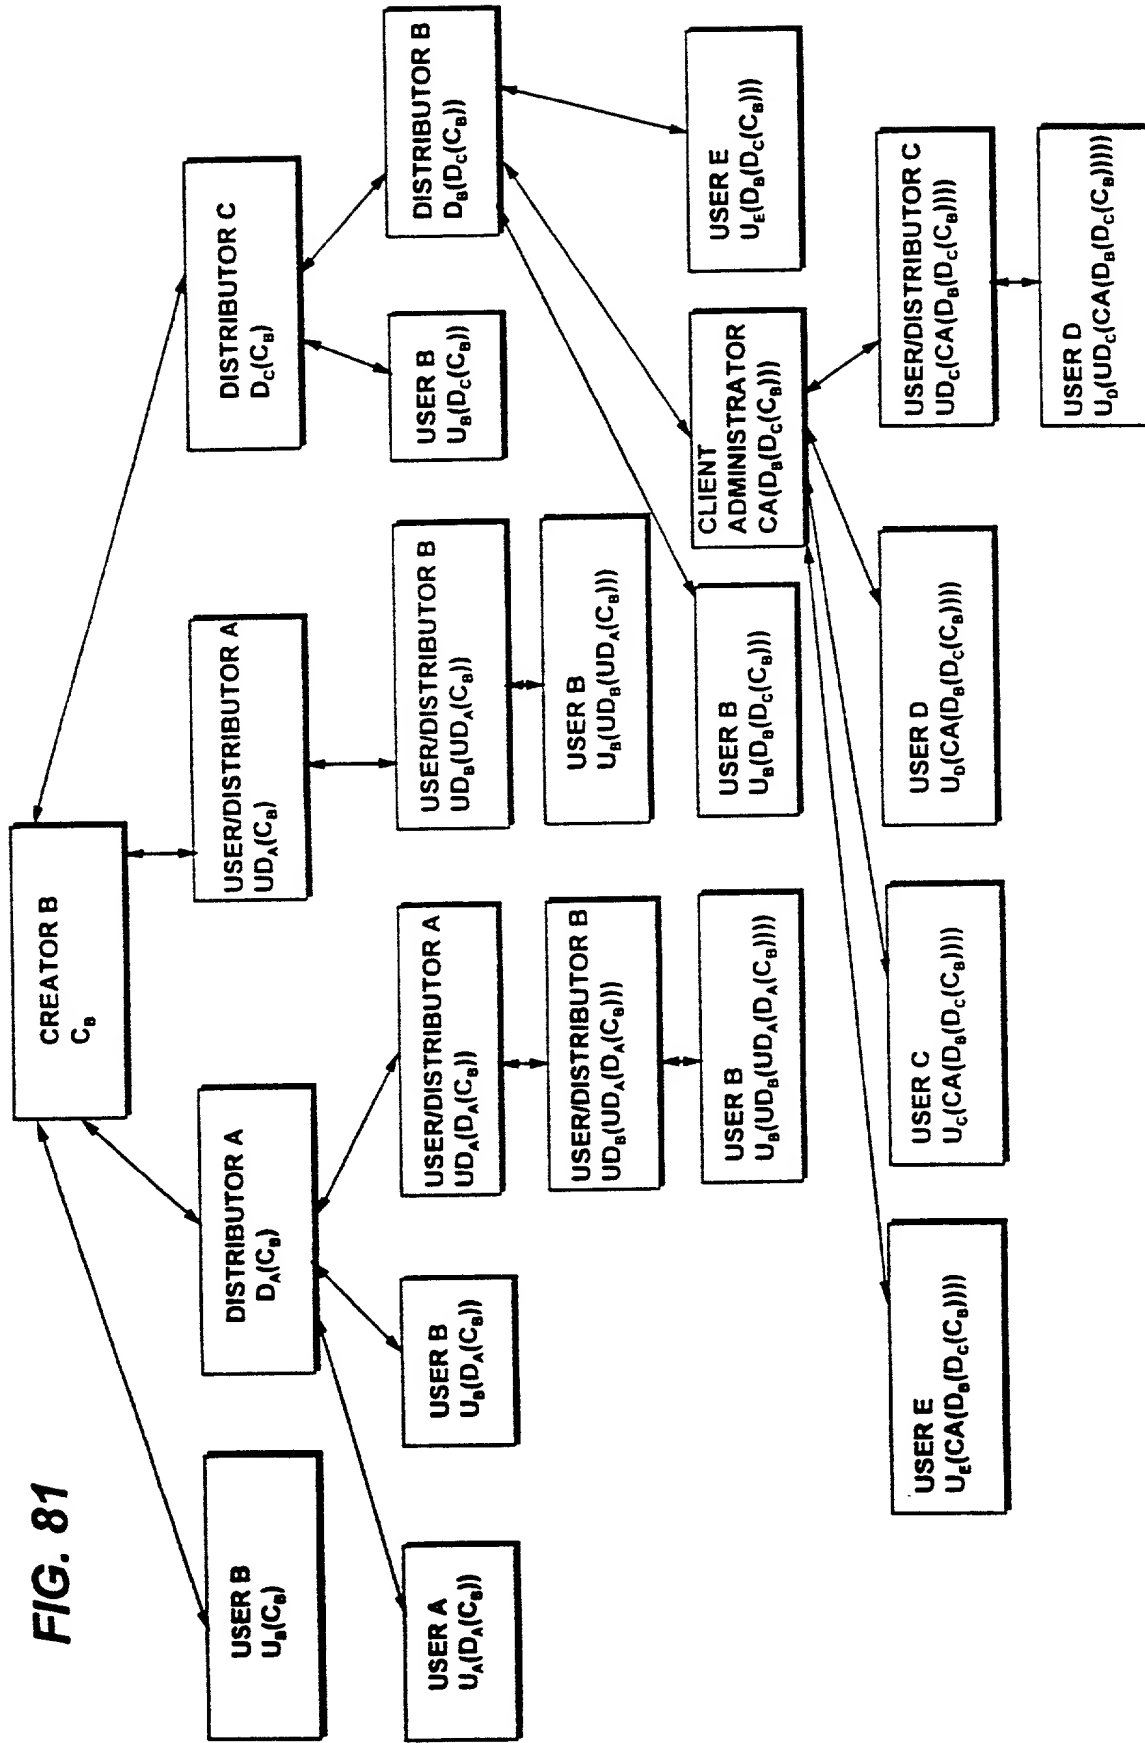 FIG. 81
CREATOR B
C_B
USER B
U_B(C_B)
DISTRIBUTOR A
D_A(C_B)
USER/DISTRIBUTOR A
UD_A(C_B)
DISTRIBUTOR C
D_C(C_B)
USER A
U_A(D_A(C_B))
USER B
U_B(D_A(C_B))
USER/DISTRIBUTOR A
UD_A(D_A(C_B))
USER/DISTRIBUTOR B
UD_B(UD_A(C_B))
USER B
U_B(D_C(C_B))
DISTRIBUTOR B
D_B(D_C(C_B))
USER/DISTRIBUTOR B
UD_B(UD_A(D_A(C_B)))
USER B
U_B(UD_B(UD_A(C_B)))
USER B
U_B(UD_B(UD_A(D_A(C_B))))
USER B
U_B(D_B(D_C(C_B)))
CLIENT
ADMINISTRATOR
CA(D_B(D_C(C_B)))
USER E
U_E(D_B(D_C(C_B)))
USER E
U_E(CA(D_B(D_C(C_B))))
USER C
U_C(CA(D_B(D_C(C_B))))
USER D
U_D(CA(D_B(D_C(C_B))))
USER/DISTRIBUTOR C
UD_C(CA(D_B(D_C(C_B))))
USER D
U_D(UD_C(CA(D_B(D_C(C_B)))))